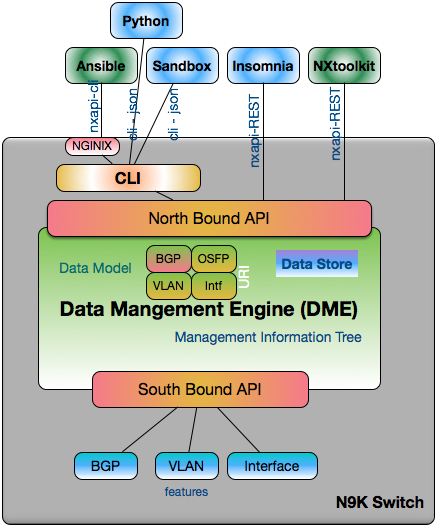 Python
Ansible
Sandbox
Insomnia
NXtoolkit
nxapi-cli
cli - json
cli - json
nxapi-REST
nxapi-REST
NGINIX
CLI
North Bound API
Data Model
BGP
OSFP
VLAN
Intf
URI
Data Store
Data Mangement Engine (DME)
Management Information Tree
South Bound API
BGP
VLAN
Interface
features
N9K Switch